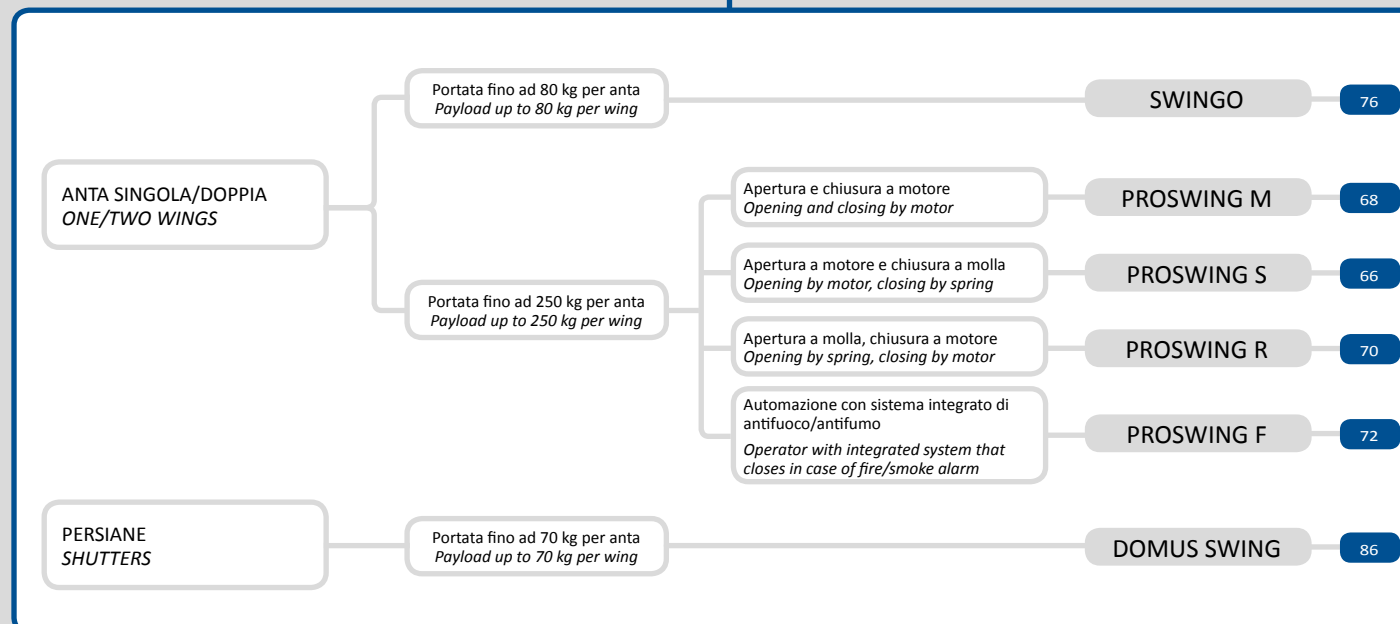 Portata fino ad 80 kg per anta
Payload up to 80 kg per wing
SWINGO
76
ANTA SINGOLA/DOPPIA
ONE/TWO WINGS
Apertura e chiusura a motore
Opening and closing by motor
PROSWING M
68
Apertura a motore e chiusura a molla
Opening by motor, closing by spring
PROSWING S
66
Portata fino ad 250 kg per anta
Payload up to 250 kg per wing
Apertura a molla, chiusura a motore
Opening by spring, closing by motor
PROSWING R
70
Automazione con sistema integrato di
antifuoco/antifumo
Operator with integrated system that
closes in case of fire/smoke alarm
PROSWING F
72
PERSIANE
SHUTTERS
Portata fino ad 70 kg per anta
Payload up to 70 kg per wing
DOMUS SWING
86